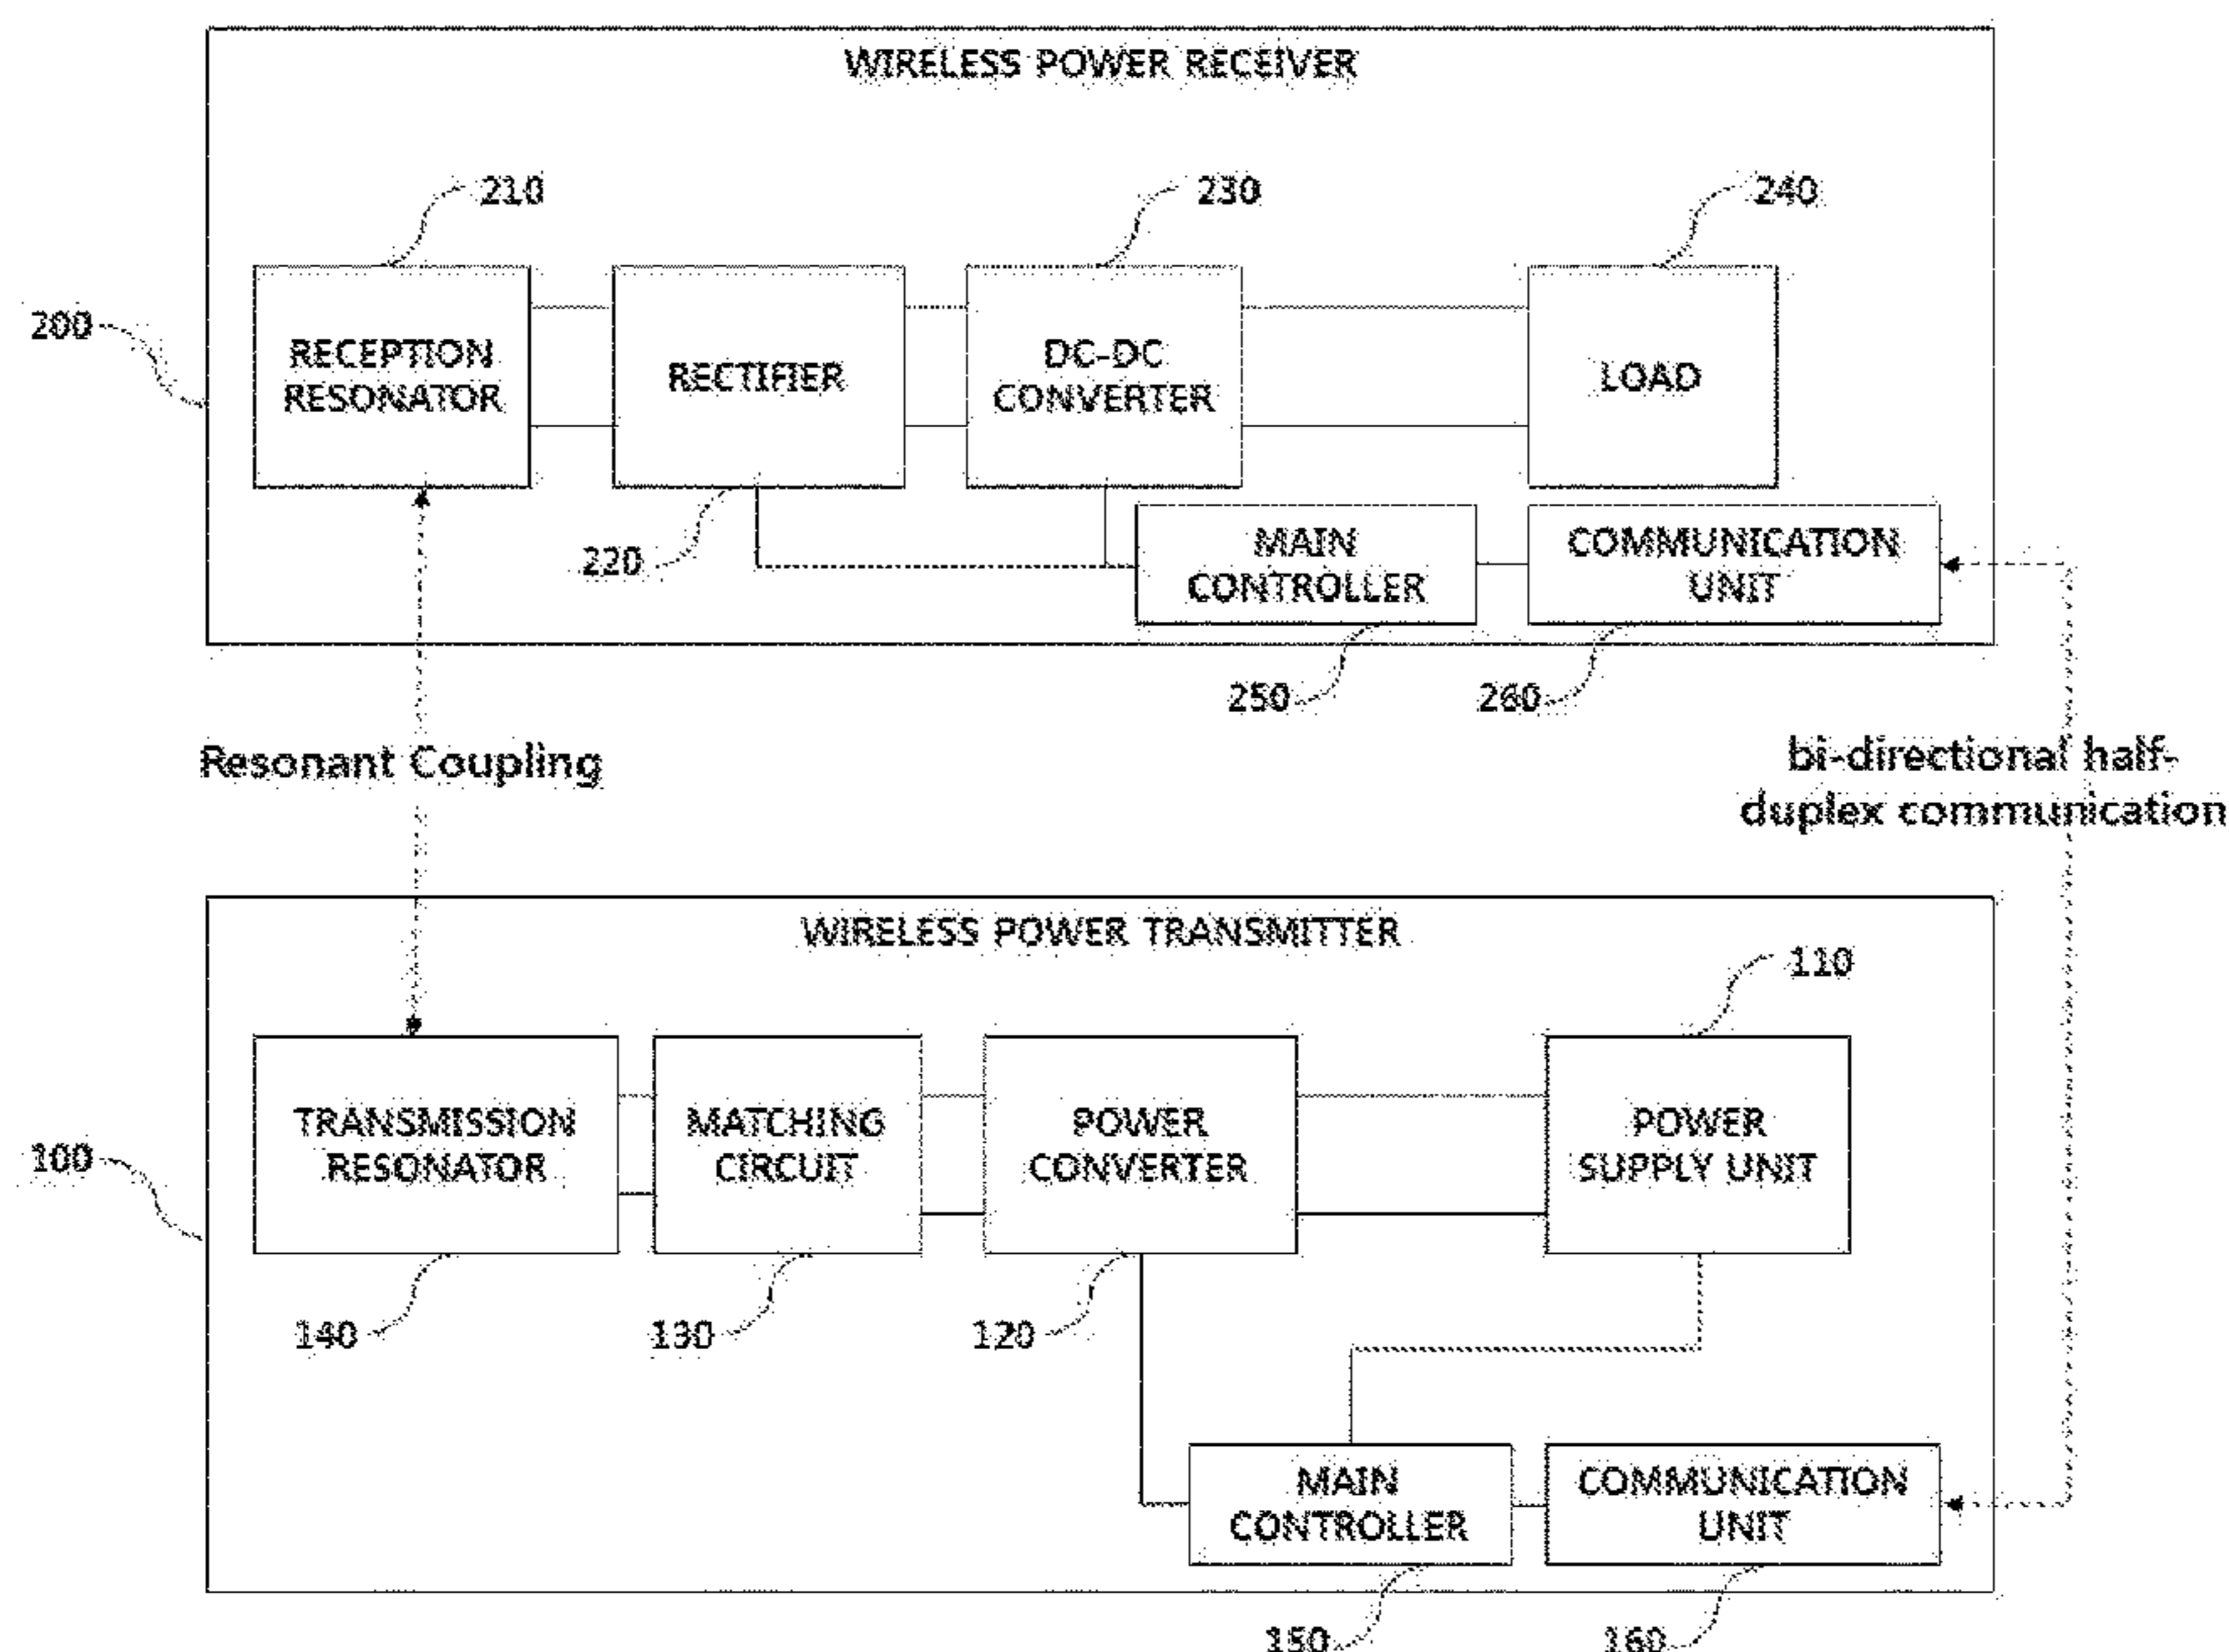 WIRELESS POWER RECEIVER
210
230
240
200
RECEPTION
RESONATOR
RECTIFIER
DC-DC
CONVERTER
LOAD
220
MAIN
CONTROLLER
COMMUNICATION
UNIT
250
260
Resonant Coupling
bi-directional half-
duplex communication
WIRELESS POWER TRANSMITTER
110
100
TRANSMISSION
RESONATOR
MATCHING
CIRCUIT
POWER
CONVERTER
POWER
SUPPLY UNIT
140
130
120
MAIN
CONTROLLER
COMMUNICATION
UNIT
150
160